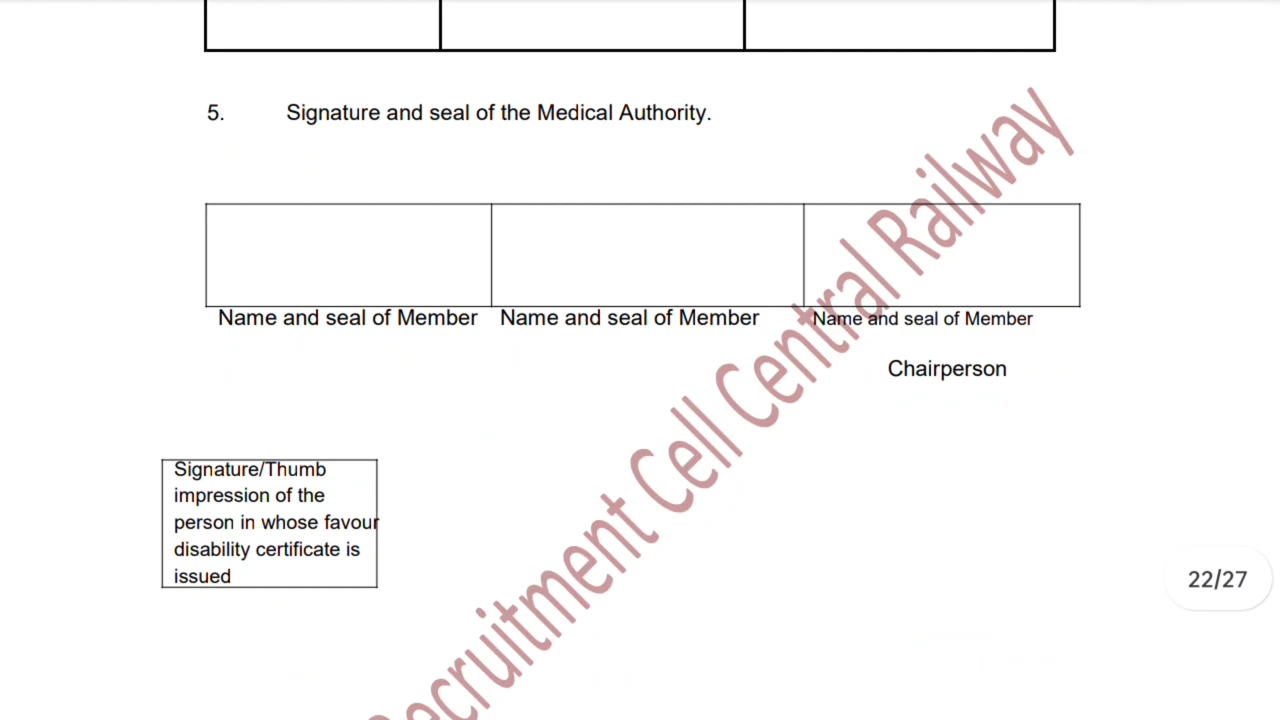 5. Signature and seal of the Medical Authority.
Name and seal of Member Name and seal of Member Name and seal of Member
Chairperson
Signature/Thumb
impression of the
person in whose favour
disability certificate is
issued
22/27
Recruitment Cell Central Railway